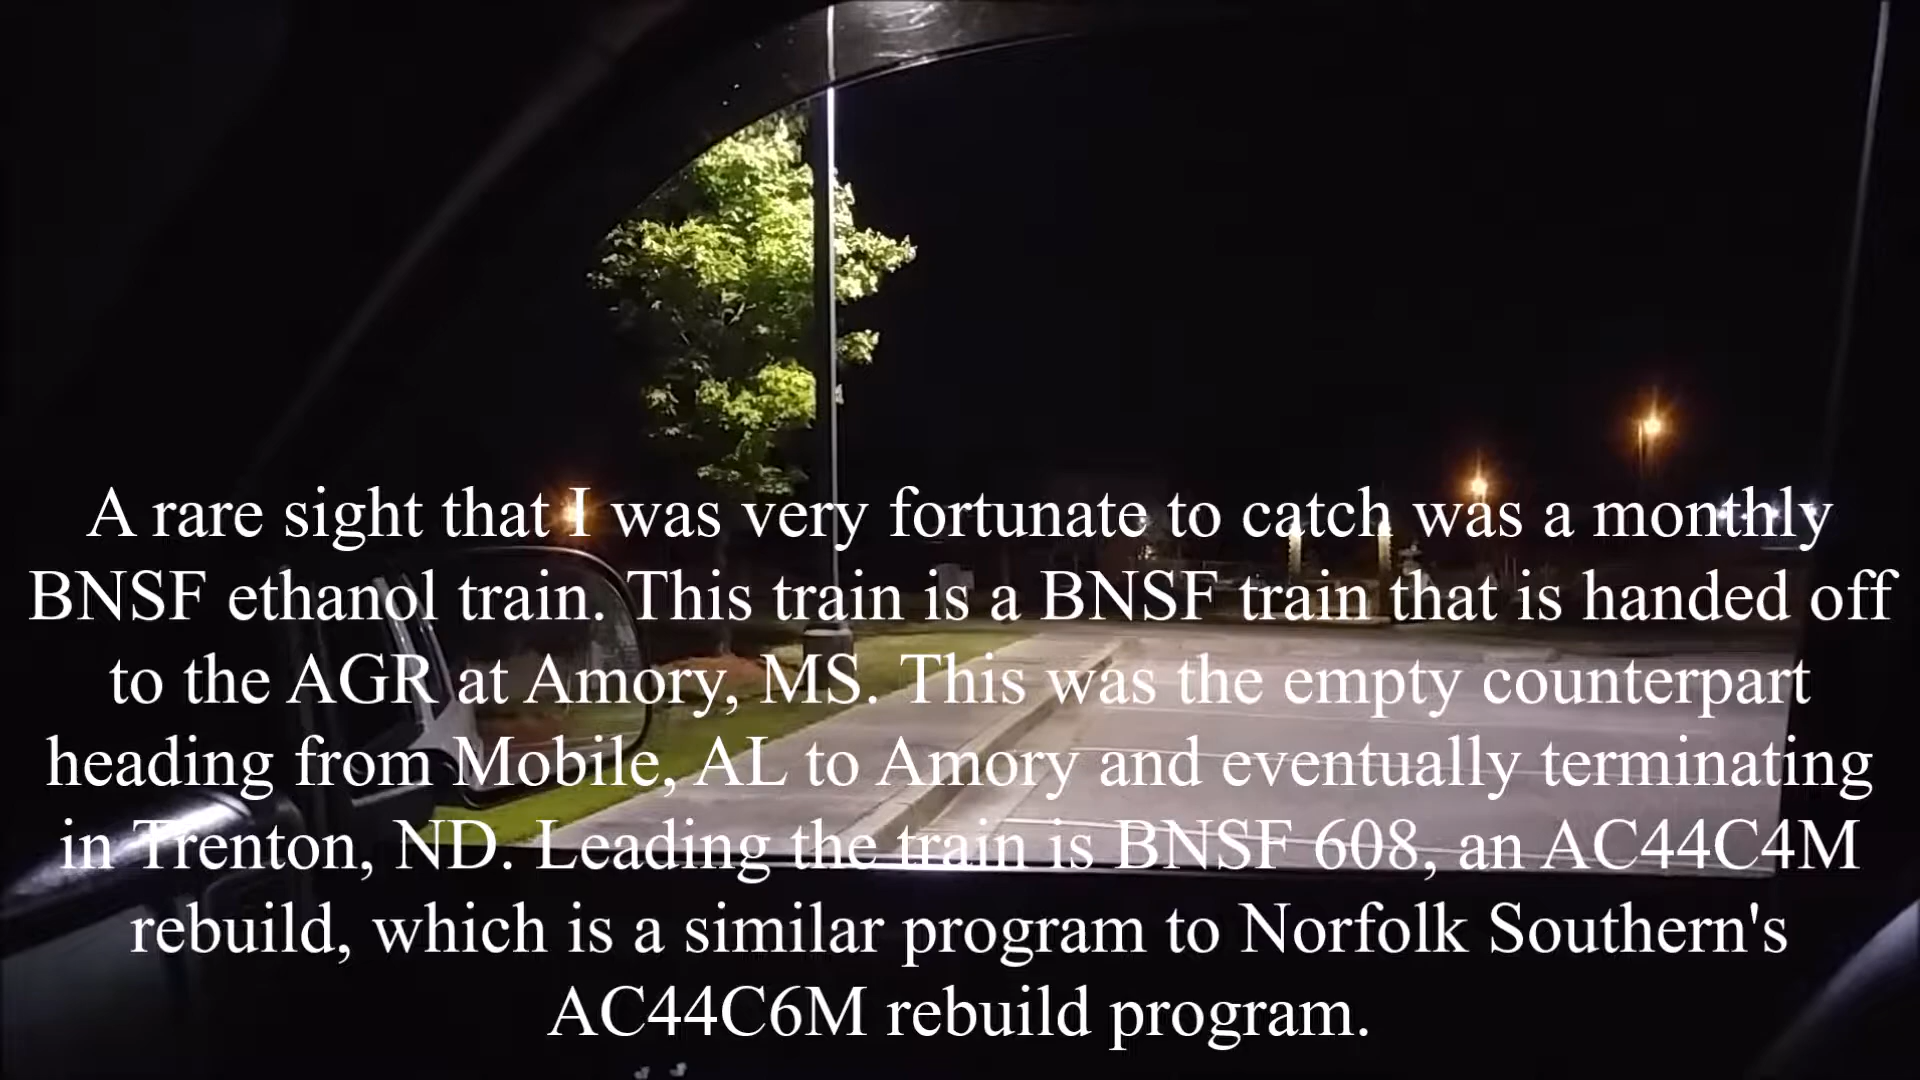 A rare sight that I was very fortunate to catch was a monthly
BNSF ethanol train. This train is a BNSF train that is handed off
to the AGR at Amory, MS. This was the empty counterpart
heading from Mobile, AL to Amory and eventually terminating
in Trenton, ND. Leading the train is BNSF 608, an AC44C4M
rebuild, which is a similar program to Norfolk Southern's
AC44C6M rebuild program.